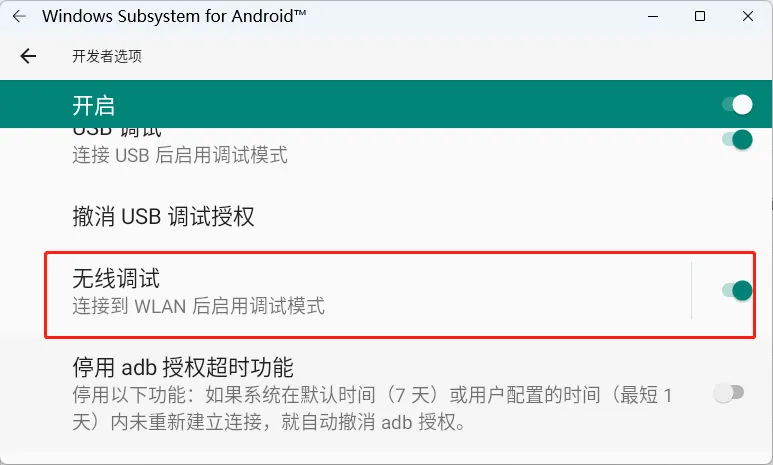 Windows Subsystem for Android™
开发者选项
开启
USB 调试
连接 USB 后启用调试模式
撤消 USB 调试授权
无线调试
连接到 WLAN 后启用调试模式
停用 adb 授权超时功能
停用以下功能：如果系统在默认时间（7 天）或用户配置的时间（最短 1
天）内未重新建立连接，就自动撤消 adb 授权。